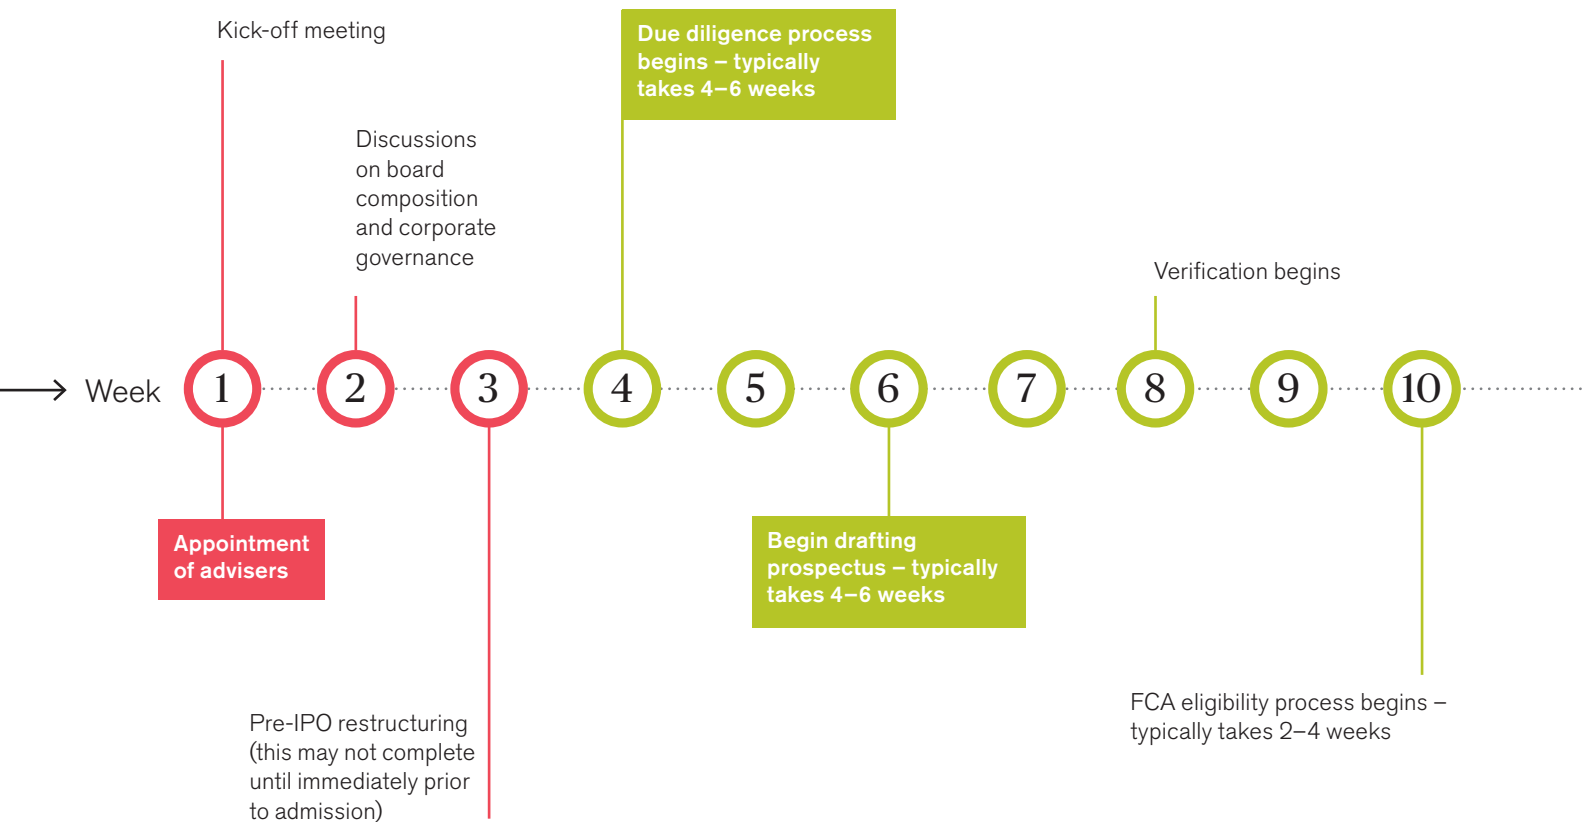 Kick-off meeting
Due diligence process
begins – typically
takes 4–6 weeks
Discussions
on board
composition
and corporate
governance
Verification begins
Week 1 2 3 4 5 6 7 8 9 10
Appointment
of advisers
Begin drafting
prospectus – typically
takes 4–6 weeks
Pre-IPO restructuring
(this may not complete
until immediately prior
to admission)
FCA eligibility process begins –
typically takes 2–4 weeks